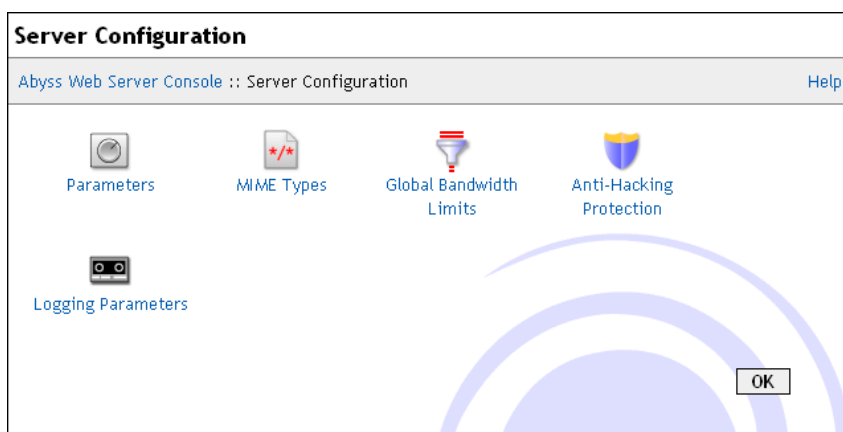 Server Configuration
Abyss Web Server Console :: Server Configuration
Help
*/*
Parameters
MIME Types
Global Bandwidth
Limits
Anti-Hacking
Protection
Logging Parameters
OK